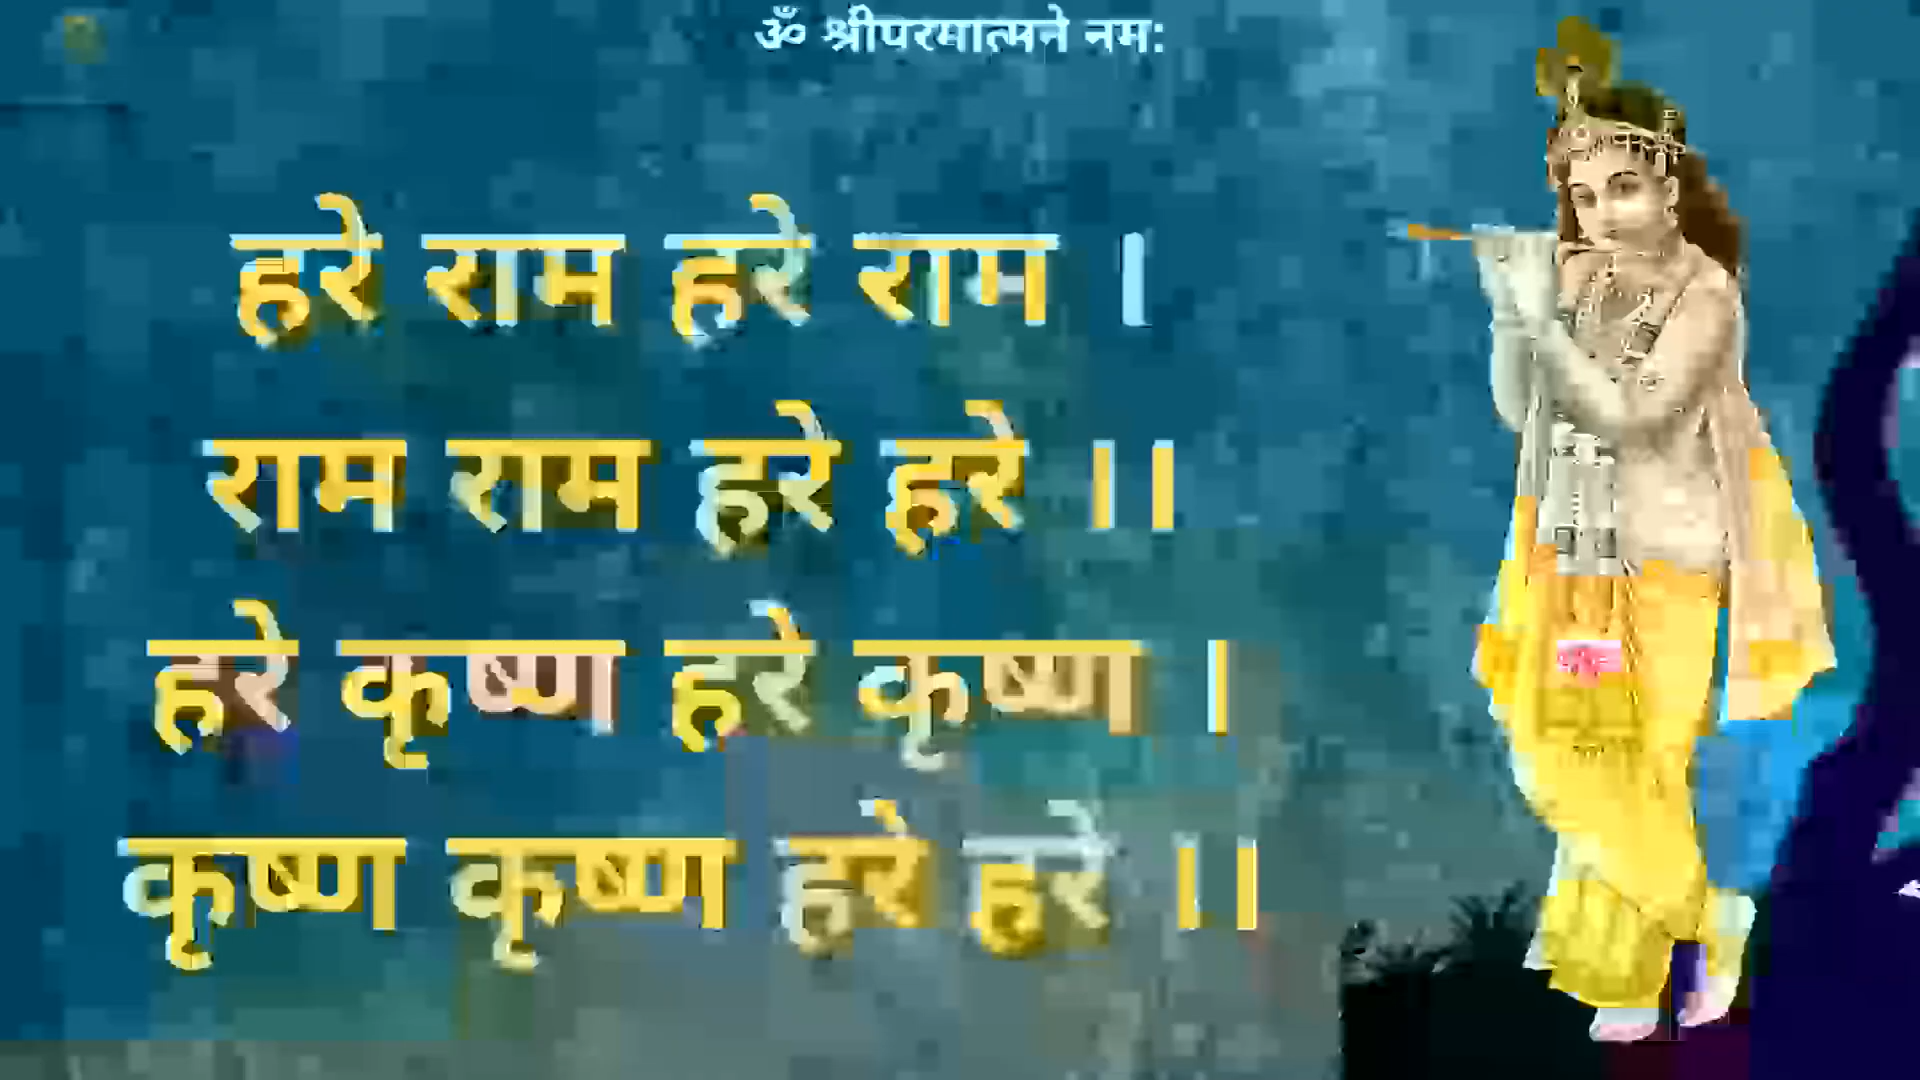 ॐ श्रीपरमात्मने नम:
हरे राम हरे राम ।
राम राम हरे हरे ।।
हरे कृष्ण हरे कृष्ण ।
कृष्ण कृष्ण हरे हरे ।।